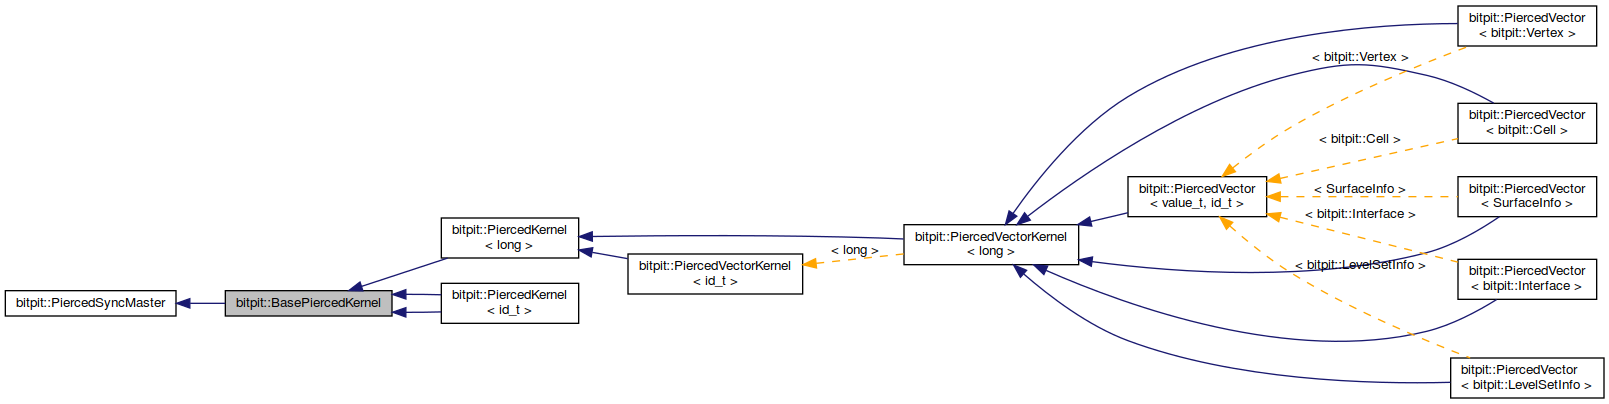 bitpit::PiercedSyncMaster
bitpit::BasePiercedKernel
bitpit::PiercedKernel
< long >
bitpit::PiercedKernel
< id_t >
bitpit::PiercedVectorKernel
< id_t >
< long >
bitpit::PiercedVectorKernel
< long >
bitpit::PiercedVector
< value_t, id_t >
< bitpit::Vertex >
< bitpit::Cell >
< SurfaceInfo >
< bitpit::Interface >
< bitpit::LevelSetInfo >
bitpit::PiercedVector
< bitpit::Vertex >
bitpit::PiercedVector
< bitpit::Cell >
bitpit::PiercedVector
< SurfaceInfo >
bitpit::PiercedVector
< bitpit::Interface >
bitpit::PiercedVector
< bitpit::LevelSetInfo >